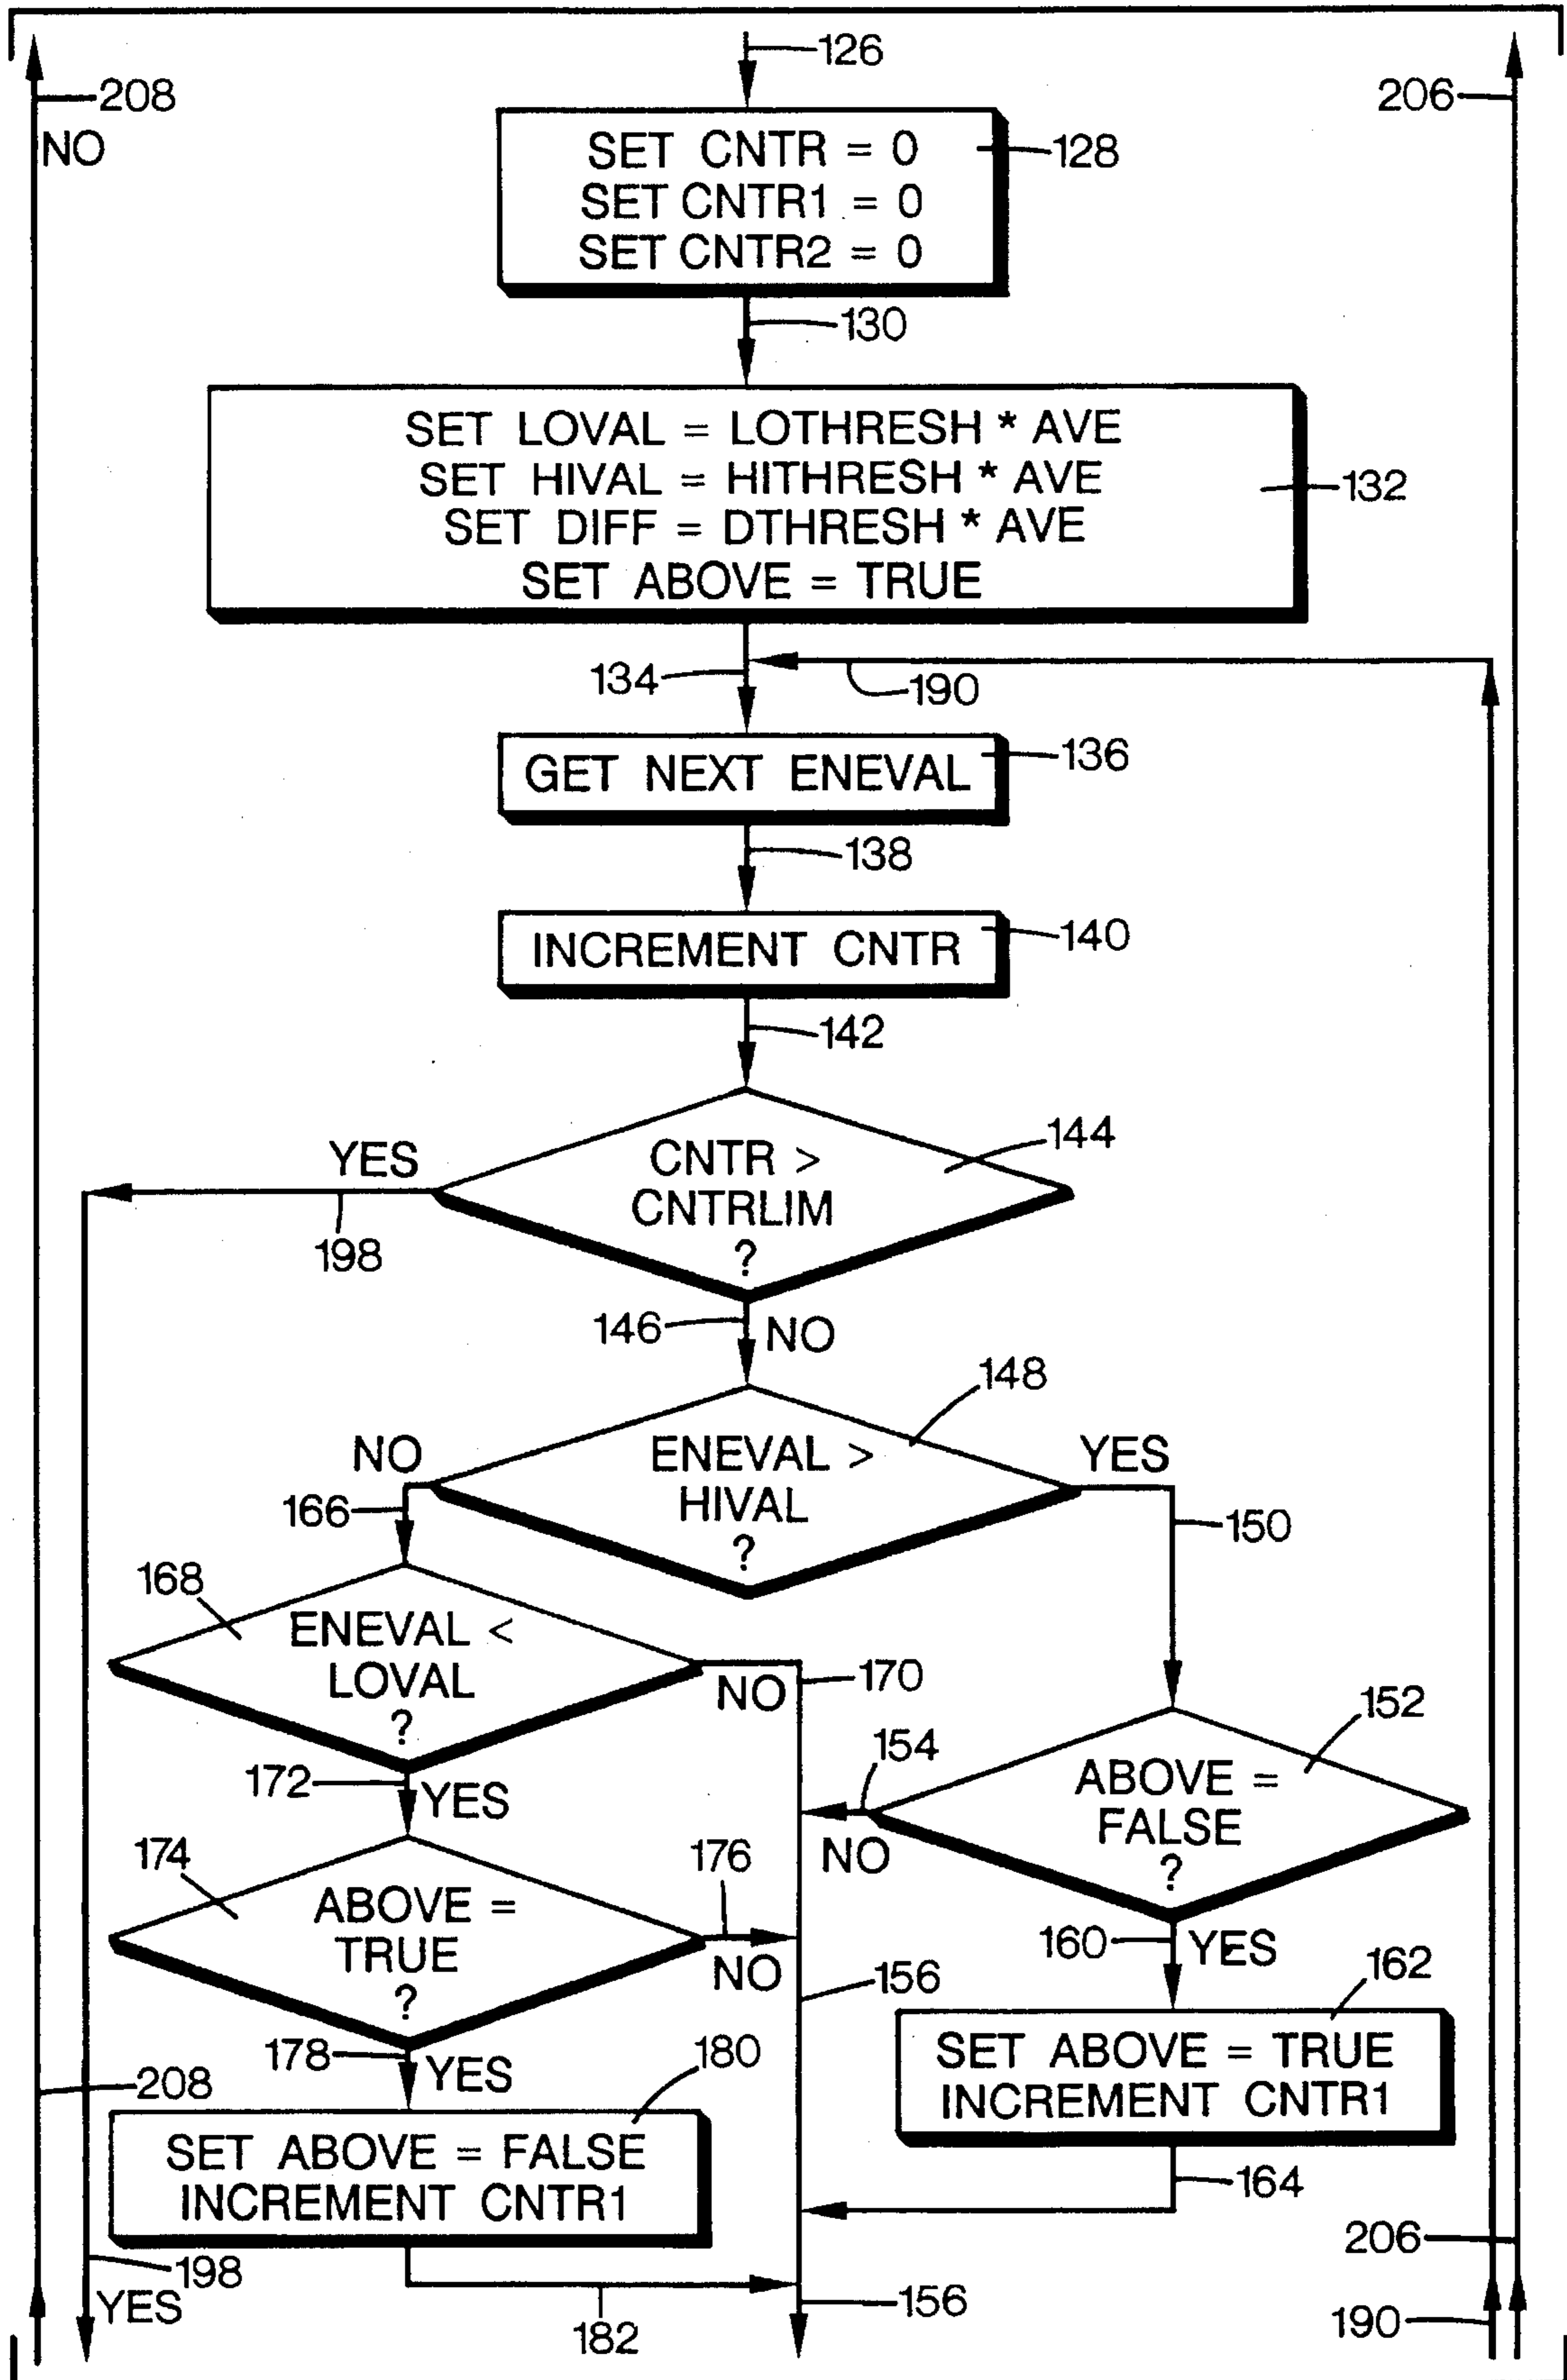 126
208
206
NO
SET CNTR = 0
128
SET CNTR1 = 0
SET CNTR2 = 0
130
SET LOVAL = LOTHRESH * AVE
SET HIVAL = HITHRESH * AVE
132
SET DIFF = DTHRESH * AVE
SET ABOVE = TRUE
134
190
GET NEXT ENEVAL
136
138
INCREMENT CNTR
140
142
144
YES
CNTR >
CNTRLIM
?
198
146
NO
148
NO
ENEVAL >
HIVAL
?
YES
166
150
168
ENEVAL <
LOVAL
?
170
NO
152
154
172
YES
ABOVE =
FALSE
?
NO
174
176
ABOVE =
TRUE
?
NO
160
YES
156
162
178
YES
180
SET ABOVE = TRUE
INCREMENT CNTR1
208
SET ABOVE = FALSE
INCREMENT CNTR1
164
206
198
YES
182
156
190